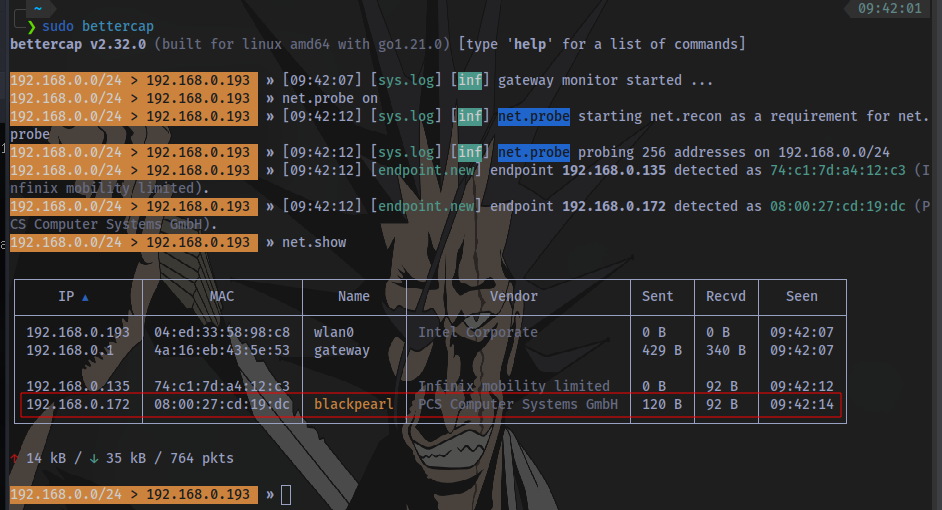 ~ 09:42:01
❯ sudo bettercap
bettercap v2.32.0 (built for linux amd64 with go1.21.0) [type 'help' for a list of commands]
192.168.0.0/24 > 192.168.0.193 » [09:42:07] [sys.log] [inf] gateway monitor started ...
192.168.0.0/24 > 192.168.0.193 » net.probe on
192.168.0.0/24 > 192.168.0.193 » [09:42:12] [sys.log] [inf] net.probe starting net.recon as a requirement for net.
probe
192.168.0.0/24 > 192.168.0.193 » [09:42:12] [sys.log] [inf] net.probe probing 256 addresses on 192.168.0.0/24
192.168.0.0/24 > 192.168.0.193 » [09:42:12] [endpoint.new] endpoint 192.168.0.135 detected as 74:c1:7d:a4:12:c3 (I
nfinix mobility limited).
192.168.0.0/24 > 192.168.0.193 » [09:42:12] [endpoint.new] endpoint 192.168.0.172 detected as 08:00:27:cd:19:dc (P
CS Computer Systems GmbH).
192.168.0.0/24 > 192.168.0.193 » net.show
IP ▲ MAC Name Vendor Sent Recvd Seen
192.168.0.193 04:ed:33:58:98:c8 wlan0 Intel Corporate 0 B 0 B 09:42:07
192.168.0.1 4a:16:eb:43:5e:53 gateway 429 B 340 B 09:42:07
192.168.0.135 74:c1:7d:a4:12:c3 Infinix mobility limited 0 B 92 B 09:42:12
192.168.0.172 08:00:27:cd:19:dc blackpearl PCS Computer Systems GmbH 120 B 92 B 09:42:14
↑ 14 kB / ↓ 35 kB / 764 pkts
192.168.0.0/24 > 192.168.0.193 »